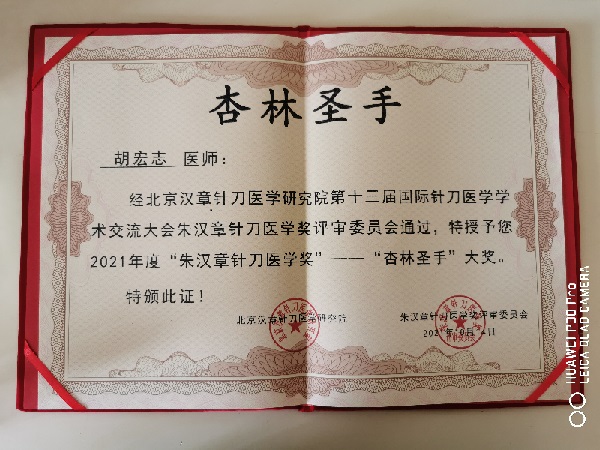 杏林圣手
胡宏志 医师：
经北京汉章针刀医学研究院第十二届国际针刀医学学
术交流大会朱汉章针刀医学奖评审委员会通过，特授予您
2021年度“朱汉章针刀医学奖”——“杏林圣手”大奖。
特颁此证！
北京汉章针刀医学研究院
朱汉章针刀医学奖评审委员会
HUAWEI P30 Pro
LEICA QUAD CAMERA